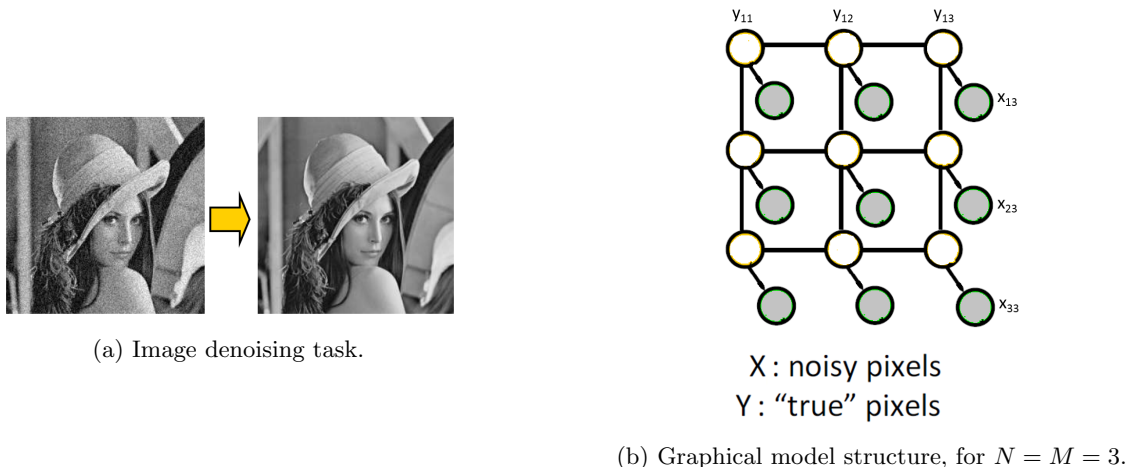 y₁₁ y₁₂ y₁₃
x₁₃
x₂₃
x₃₃
X : noisy pixels
Y : “true” pixels
(a) Image denoising task.
(b) Graphical model structure, for N = M = 3.